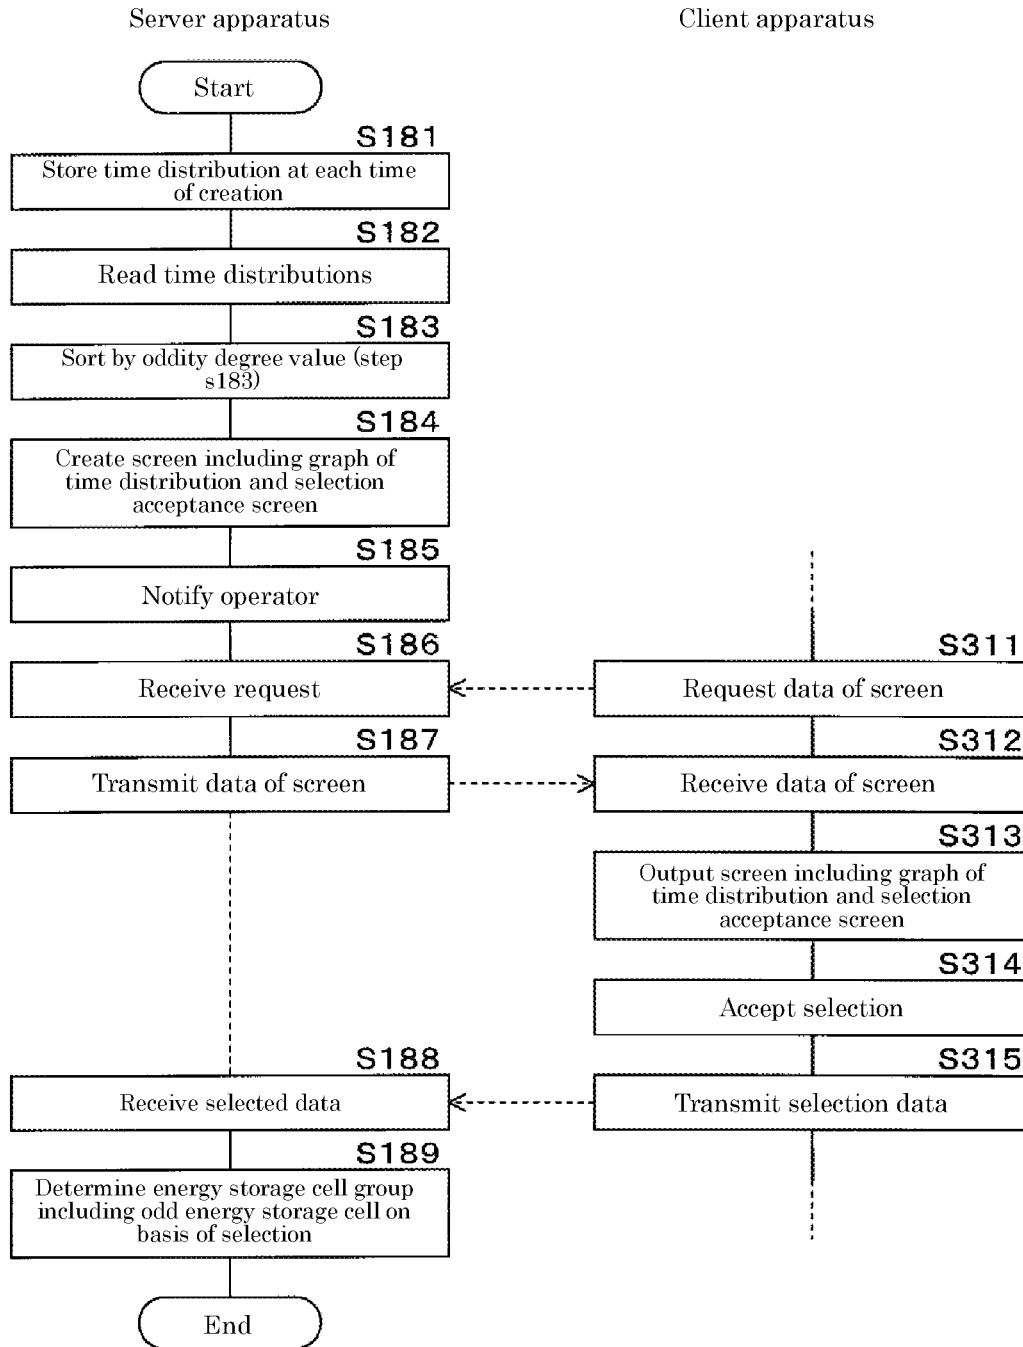 Server apparatus
Client apparatus
Start
S181
Store time distribution at each time
of creation
S182
Read time distributions
S183
Sort by oddity degree value (step
s183)
S184
Create screen including graph of
time distribution and selection
acceptance screen
S185
Notify operator
S186
Receive request
S311
Request data of screen
S187
Transmit data of screen
S312
Receive data of screen
S313
Output screen including graph of
time distribution and selection
acceptance screen
S314
Accept selection
S188
Receive selected data
S315
Transmit selection data
S189
Determine energy storage cell group
including odd energy storage cell on
basis of selection
End